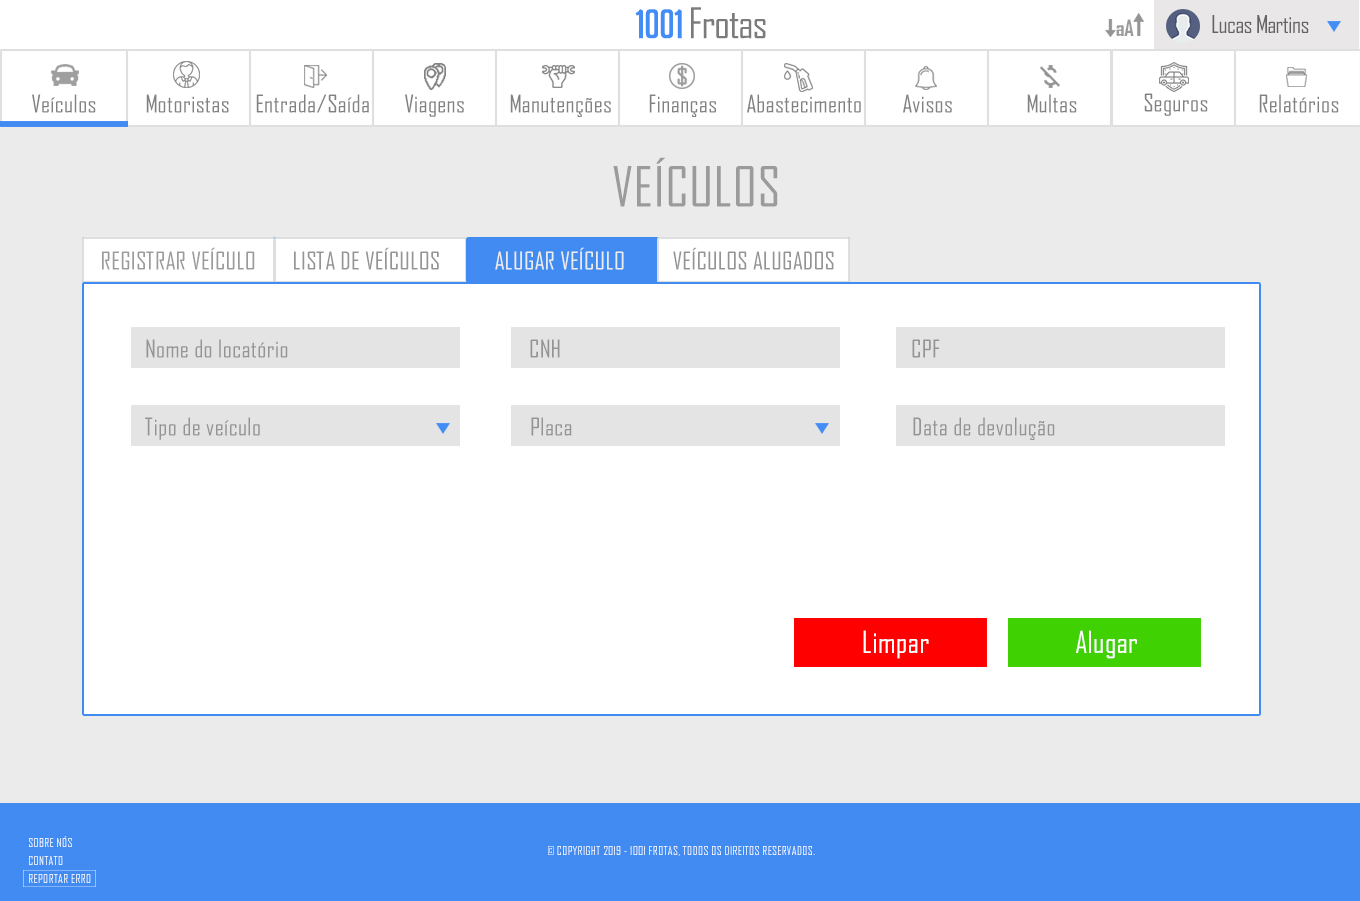 1001 Frotas
aA
Lucas Martins
Veículos
Motoristas
Entrada/Saída
Viagens
Manutenções
Finanças
Abastecimento
Avisos
Multas
Seguros
Relatórios
VEÍCULOS
REGISTRAR VEÍCULO
LISTA DE VEÍCULOS
ALUGAR VEÍCULO
VEÍCULOS ALUGADOS
Nome do locatório
CNH
CPF
Tipo de veículo
Placa
Data de devolução
Limpar
Alugar
SOBRE NÓS
© COPYRIGHT 2019 - 1001 FROTAS, TODOS OS DIREITOS RESERVADOS.
CONTATO
REPORTAR ERRO